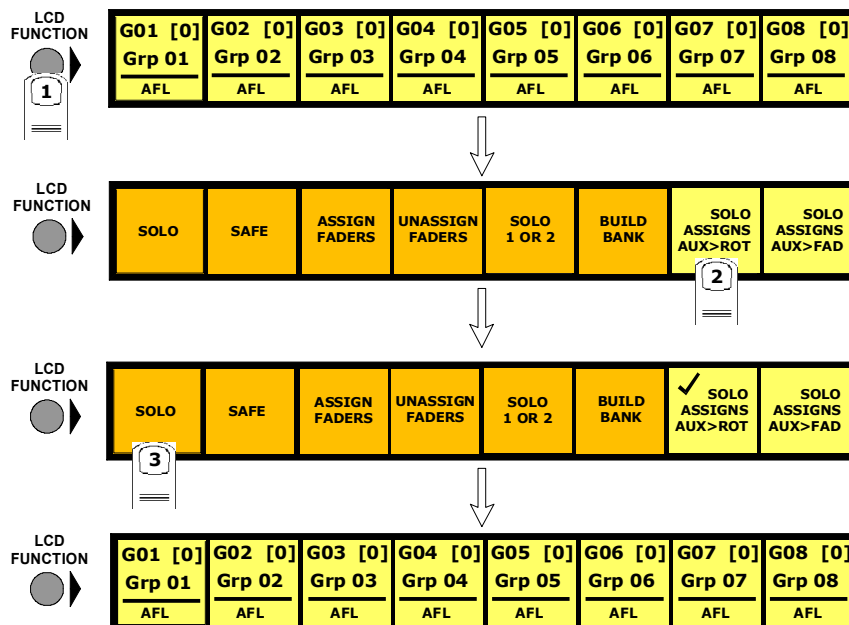 LCD
FUNCTION
G01 [0] G02 [0] G03 [0] G04 [0] G05 [0] G06 [0] G07 [0] G08 [0]
Grp 01 Grp 02 Grp 03 Grp 04 Grp 05 Grp 06 Grp 07 Grp 08
AFL AFL AFL AFL AFL AFL AFL AFL
1
LCD
FUNCTION
SOLO
SAFE
ASSIGN
FADERS
UNASSIGN
FADERS
SOLO
1 OR 2
BUILD
BANK
SOLO
ASSIGNS
AUX>ROT
SOLO
ASSIGNS
AUX>FAD
2
LCD
FUNCTION
SOLO
SAFE
ASSIGN
FADERS
UNASSIGN
FADERS
SOLO
1 OR 2
BUILD
BANK
✓ SOLO
ASSIGNS
AUX>ROT
SOLO
ASSIGNS
AUX>FAD
3
LCD
FUNCTION
G01 [0] G02 [0] G03 [0] G04 [0] G05 [0] G06 [0] G07 [0] G08 [0]
Grp 01 Grp 02 Grp 03 Grp 04 Grp 05 Grp 06 Grp 07 Grp 08
AFL AFL AFL AFL AFL AFL AFL AFL